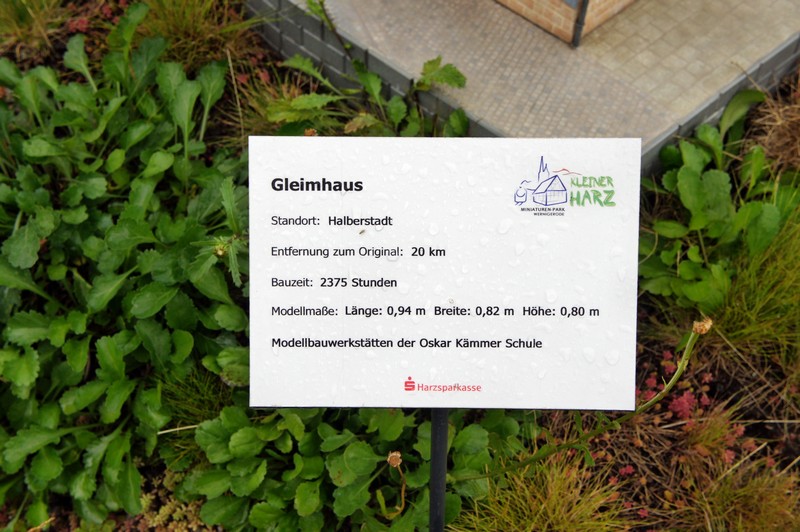 Gleimhaus
KLEINER
HARZ
MINIATUREN-PARK
WERNIGERODE
Standort: Halberstadt
Entfernung zum Original: 20 km
Bauzeit: 2375 Stunden
Modellmaße: Länge: 0,94 m Breite: 0,82 m Höhe: 0,80 m
Modellbauwerkstätten der Oskar Kämmer Schule
Harzsparkasse